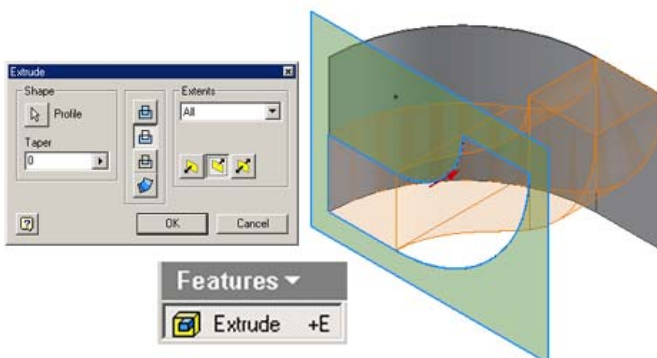 Extrude
Shape
Profile
Taper
0
Extents
All
OK
Cancel
Features
Extrude +E